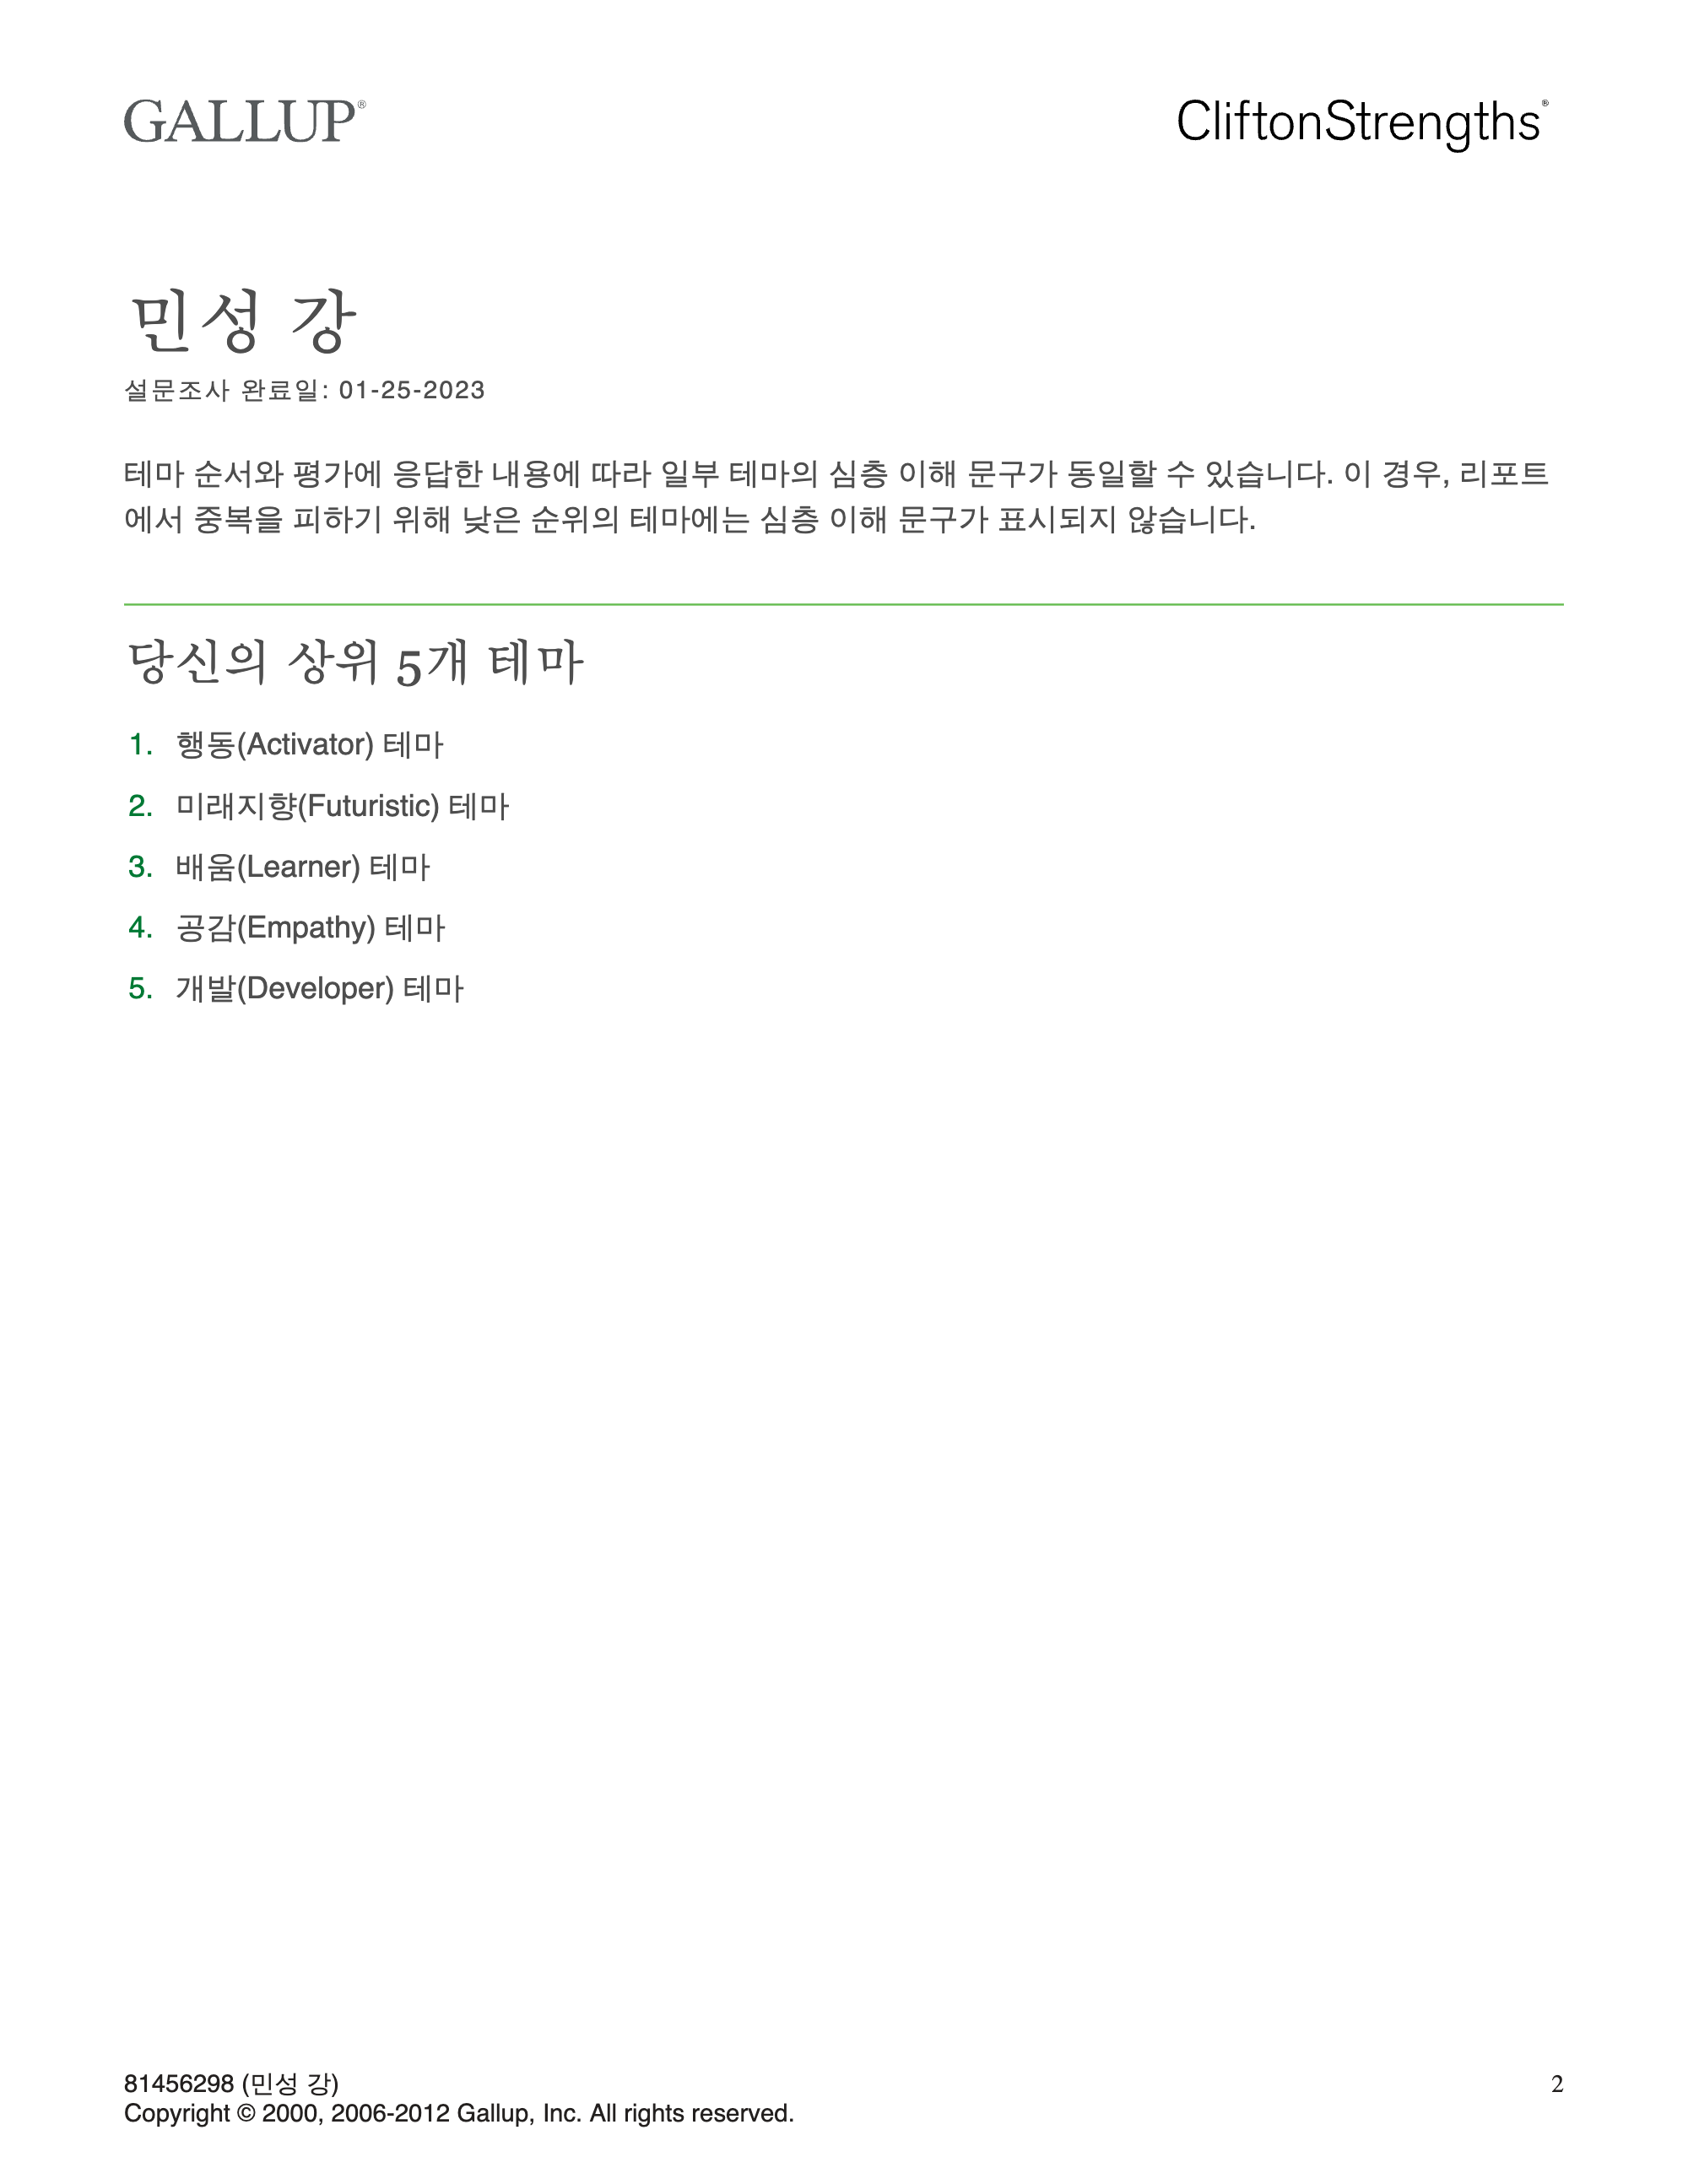 GALLUP®
CliftonStrengths®
민성 강
설문조사 완료일: 01-25-2023
테마 순서와 평가에 응답한 내용에 따라 일부 테마의 심층 이해 문구가 동일할 수 있습니다. 이 경우, 리포트
에서 중복을 피하기 위해 낮은 순위의 테마에는 심층 이해 문구가 표시되지 않습니다.
당신의 상위 5개 테마
1. 행동(Activator) 테마
2. 미래지향(Futuristic) 테마
3. 배움(Learner) 테마
4. 공감(Empathy) 테마
5. 개발(Developer) 테마
81456298 (민성 강)
2
Copyright © 2000, 2006-2012 Gallup, Inc. All rights reserved.